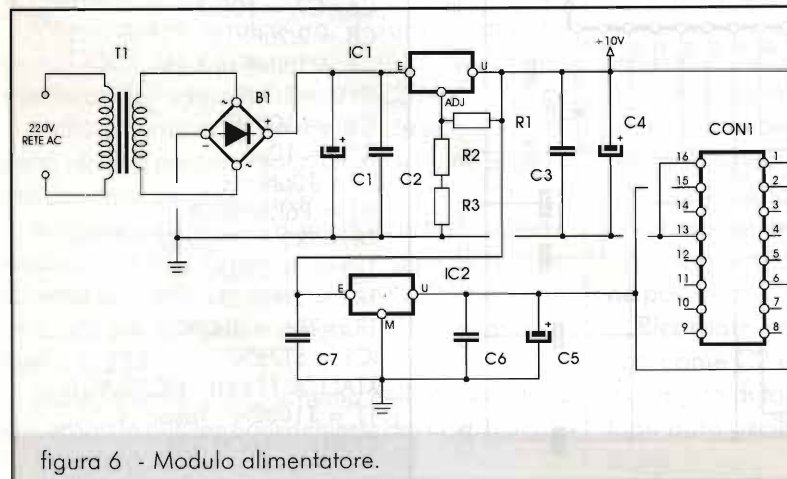 T1
220V
RETE AC
B1
IC1
E
U
ADJ
R1
R2
R3
C1
C2
C3
+10V
C4
+
+
CON1
16
15
14
13
12
11
10
9
1
2
3
4
5
6
7
8
IC2
E
U
M
C7
C6
C5
+
~
~
-
+
figura 6 - Modulo alimentatore.